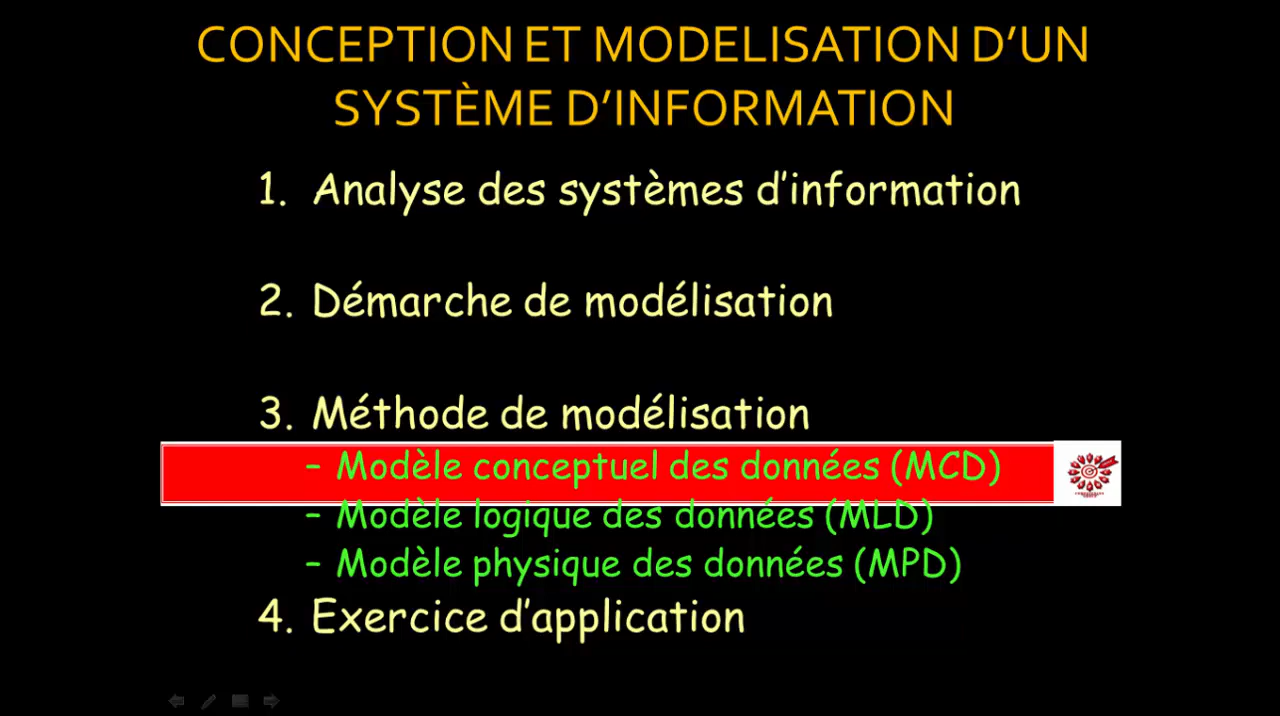 CONCEPTION ET MODELISATION D’UN
SYSTÈME D’INFORMATION
1. Analyse des systèmes d’information
2. Démarche de modélisation
3. Méthode de modélisation
– Modèle conceptuel des données (MCD)
– Modèle logique des données (MLD)
– Modèle physique des données (MPD)
4. Exercice d’application